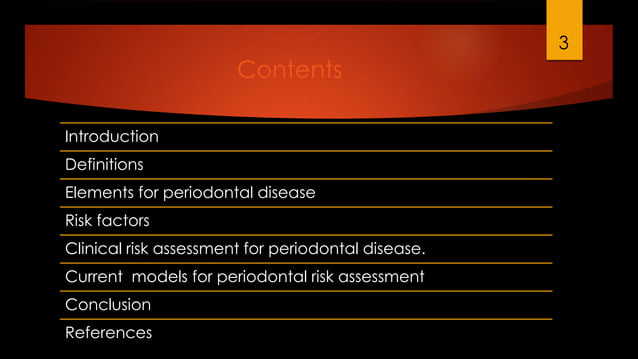 3
Contents
Introduction
Definitions
Elements for periodontal disease
Risk factors
Clinical risk assessment for periodontal disease.
Current  models for periodontal risk assessment
Conclusion
References